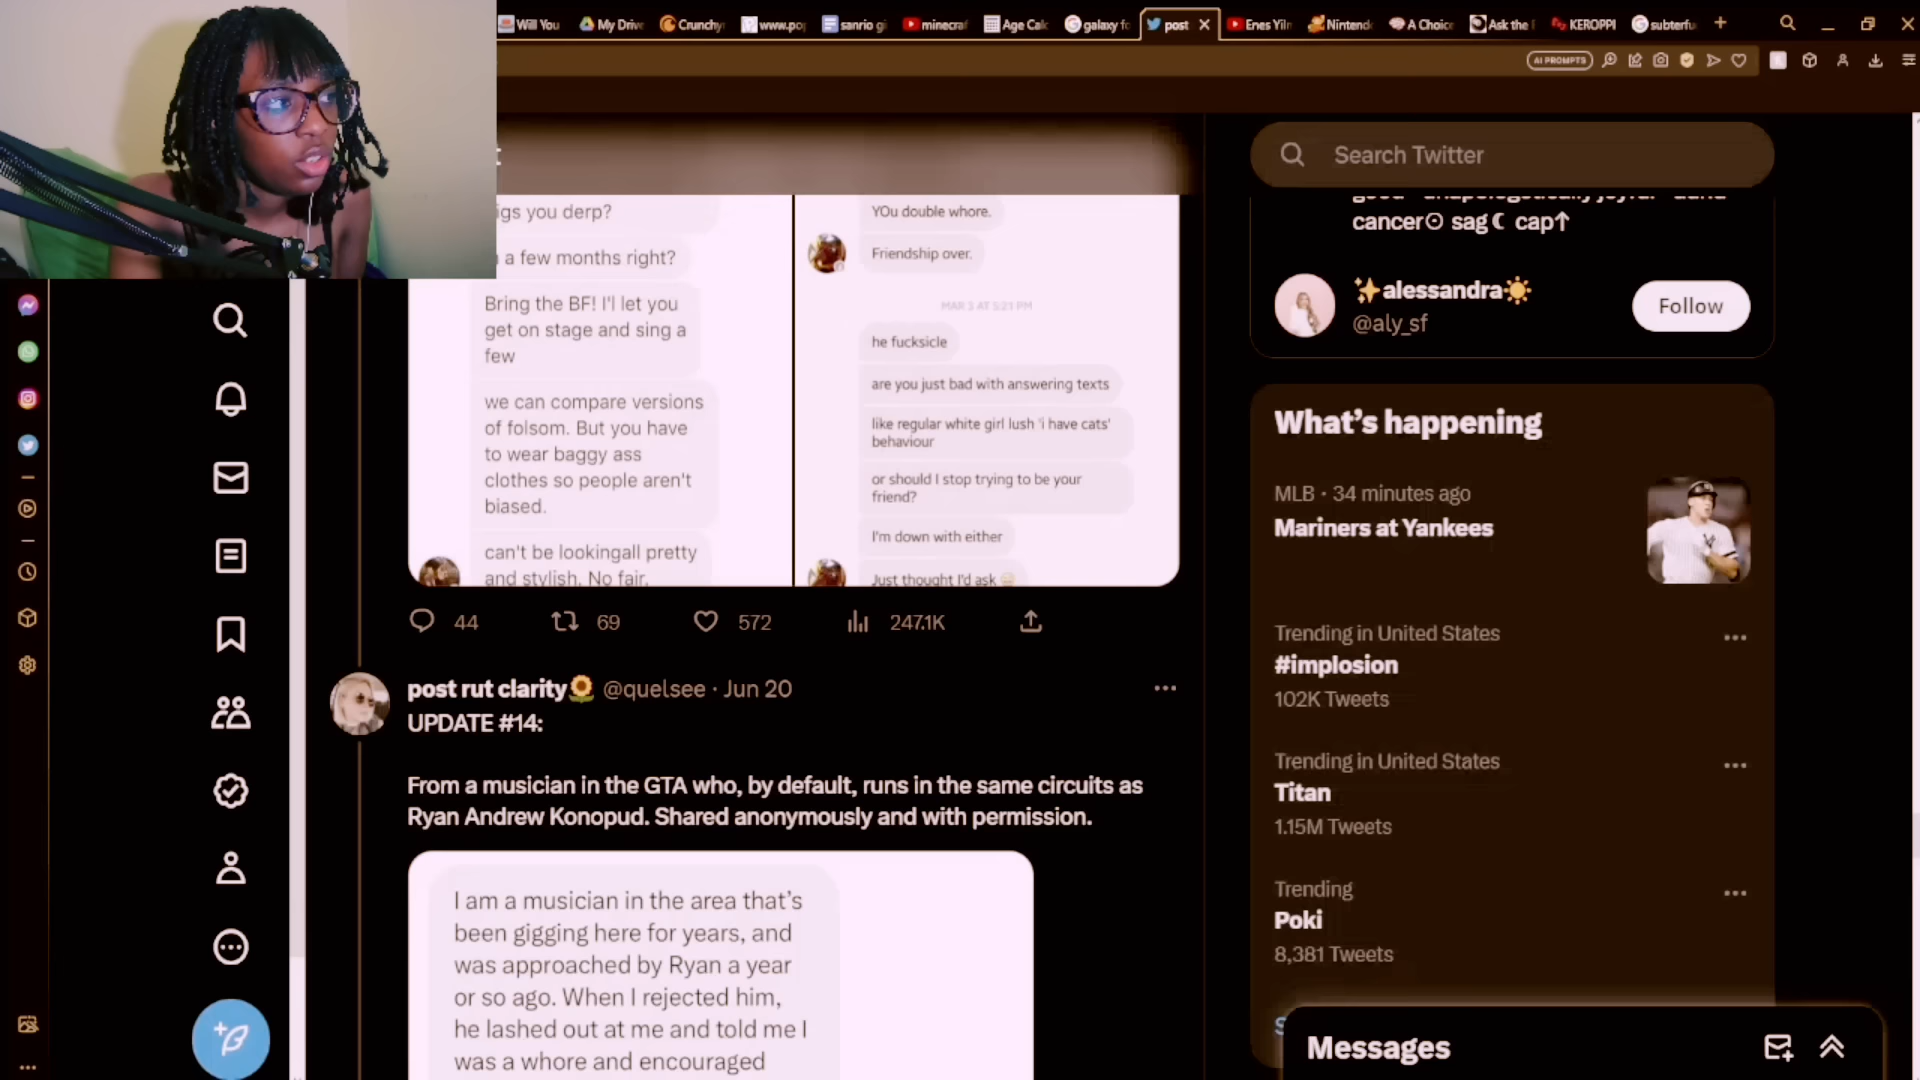 Will You
My Drive
Crunchy
www.po
sanrio gi
minecraf
Age Calc
galaxy fo
post
Enes Yılr
Nintend
A Choice
Ask the
KEROPPI
subterfu
AI PROMPTS
igs you derp?
a few months right?
Bring the BF! I'l let you
get on stage and sing a
few
we can compare versions
of folsom. But you have
to wear baggy ass
clothes so people aren't
biased.
can't be lookingall pretty
and stylish. No fair.
YOu double whore.
Friendship over.
MAR 3 AT 5:21 PM
he fucksicle
are you just bad with answering texts
like regular white girl lush 'i have cats'
behaviour
or should I stop trying to be your
friend?
I'm down with either
Just thought I'd ask
44
69
572
247.1K
post rut clarity🌻 @quelsee · Jun 20
UPDATE #14:
From a musician in the GTA who, by default, runs in the same circuits as
Ryan Andrew Konopud. Shared anonymously and with permission.
I am a musician in the area that's
been gigging here for years, and
was approached by Ryan a year
or so ago. When I rejected him,
he lashed out at me and told me I
was a whore and encouraged
Search Twitter
cancer☉ sag☾ cap↑
✨alessandra☀️
@aly_sf
Follow
What's happening
MLB · 34 minutes ago
Mariners at Yankees
Trending in United States
#implosion
102K Tweets
Trending in United States
Titan
1.15M Tweets
Trending
Poki
8,381 Tweets
Messages